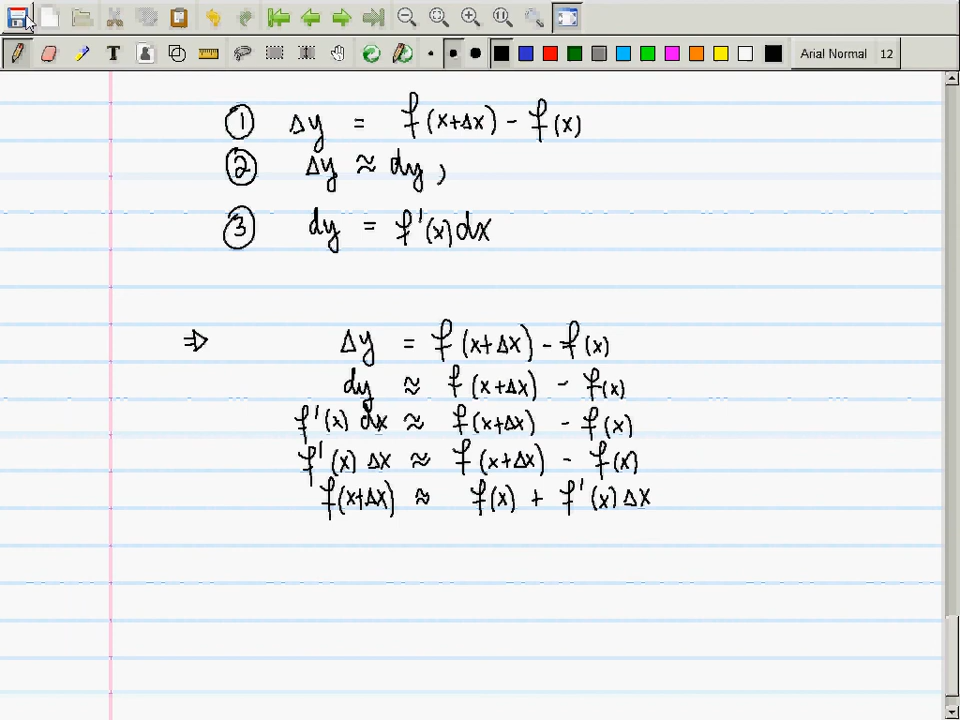 T 11 Arial Normal 12
① Δy = f(x+Δx) - f(x)
② Δy ≈ dy,
③ dy = f'(x)dx
⇒ Δy = f(x+Δx) - f(x)
dy ≈ f(x+Δx) - f(x)
f'(x) dx ≈ f(x+Δx) - f(x)
f'(x) Δx ≈ f(x+Δx) - f(x)
f(x+Δx) ≈ f(x) + f'(x) Δx